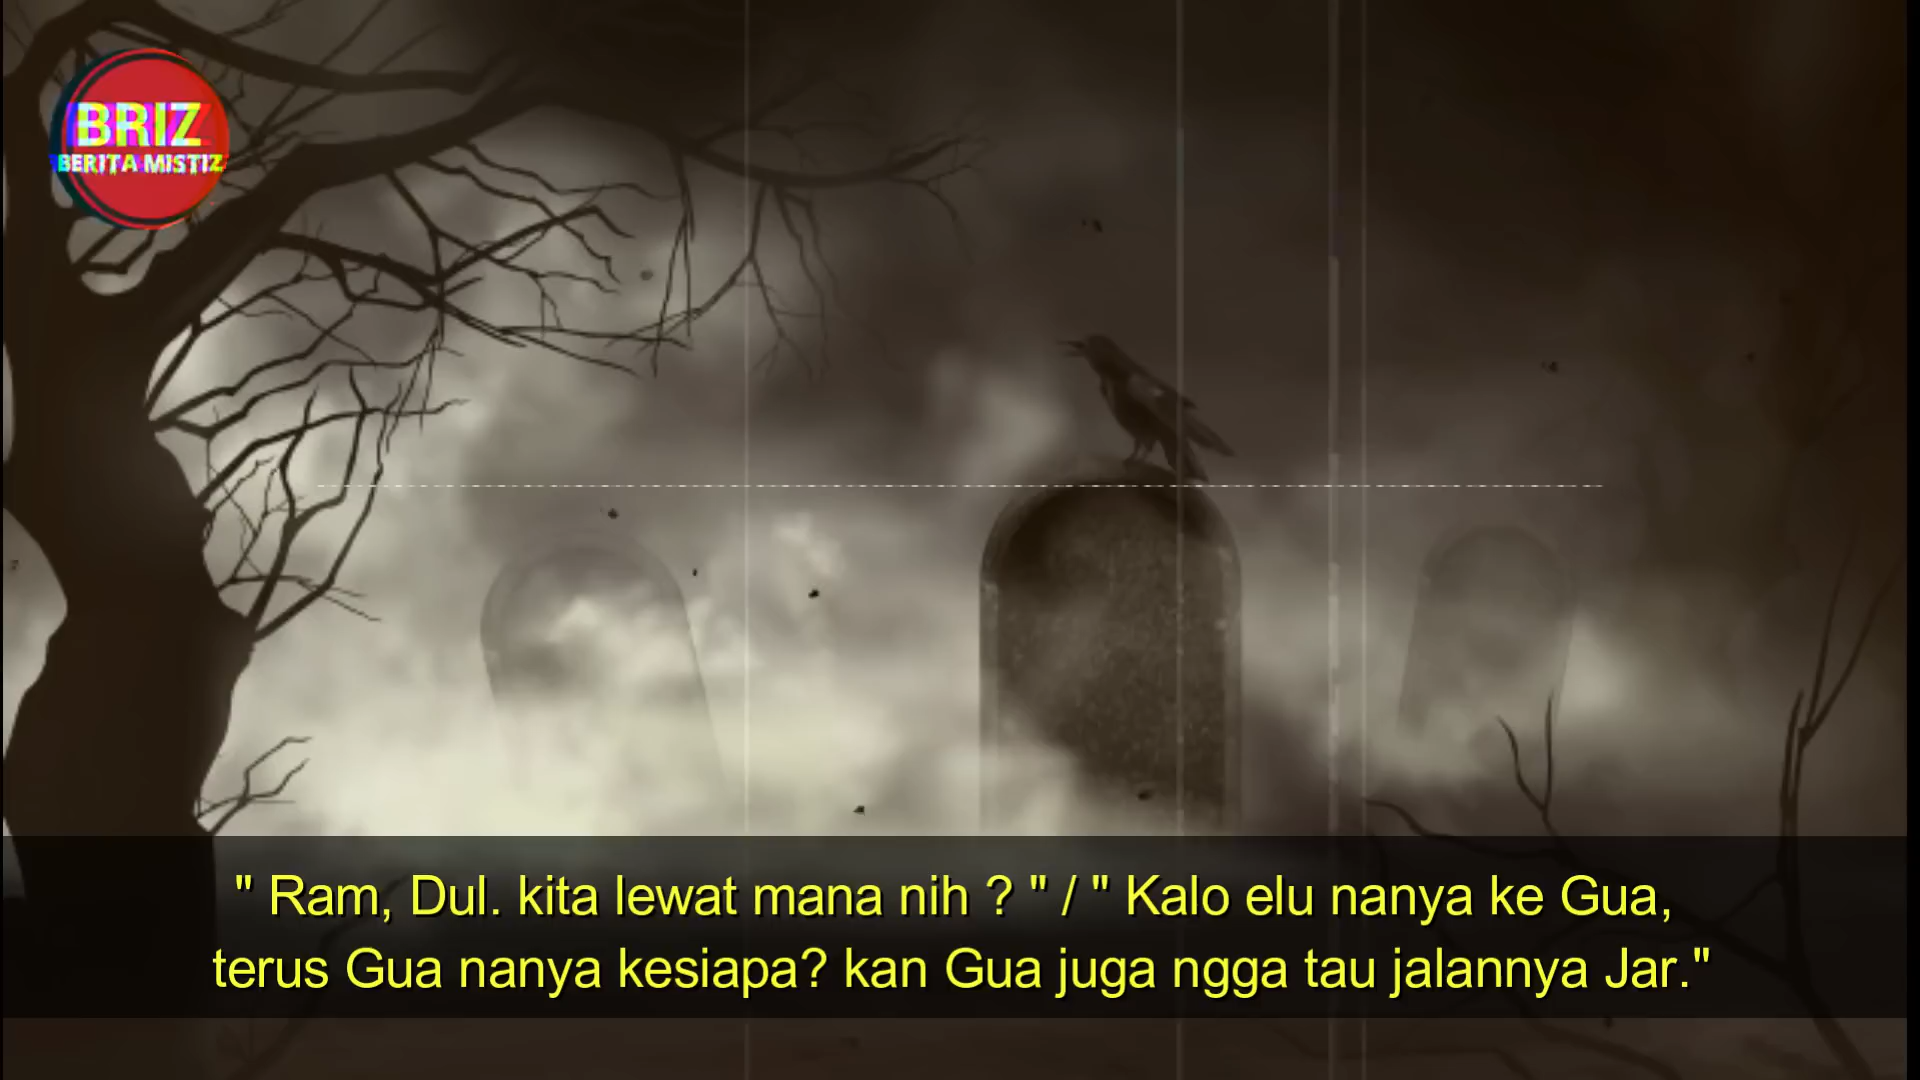 BRIZ
BERITA MISTIZ
" Ram, Dul. kita lewat mana nih ? " / " Kalo elu nanya ke Gua,
terus Gua nanya kesiapa? kan Gua juga ngga tau jalannya Jar."